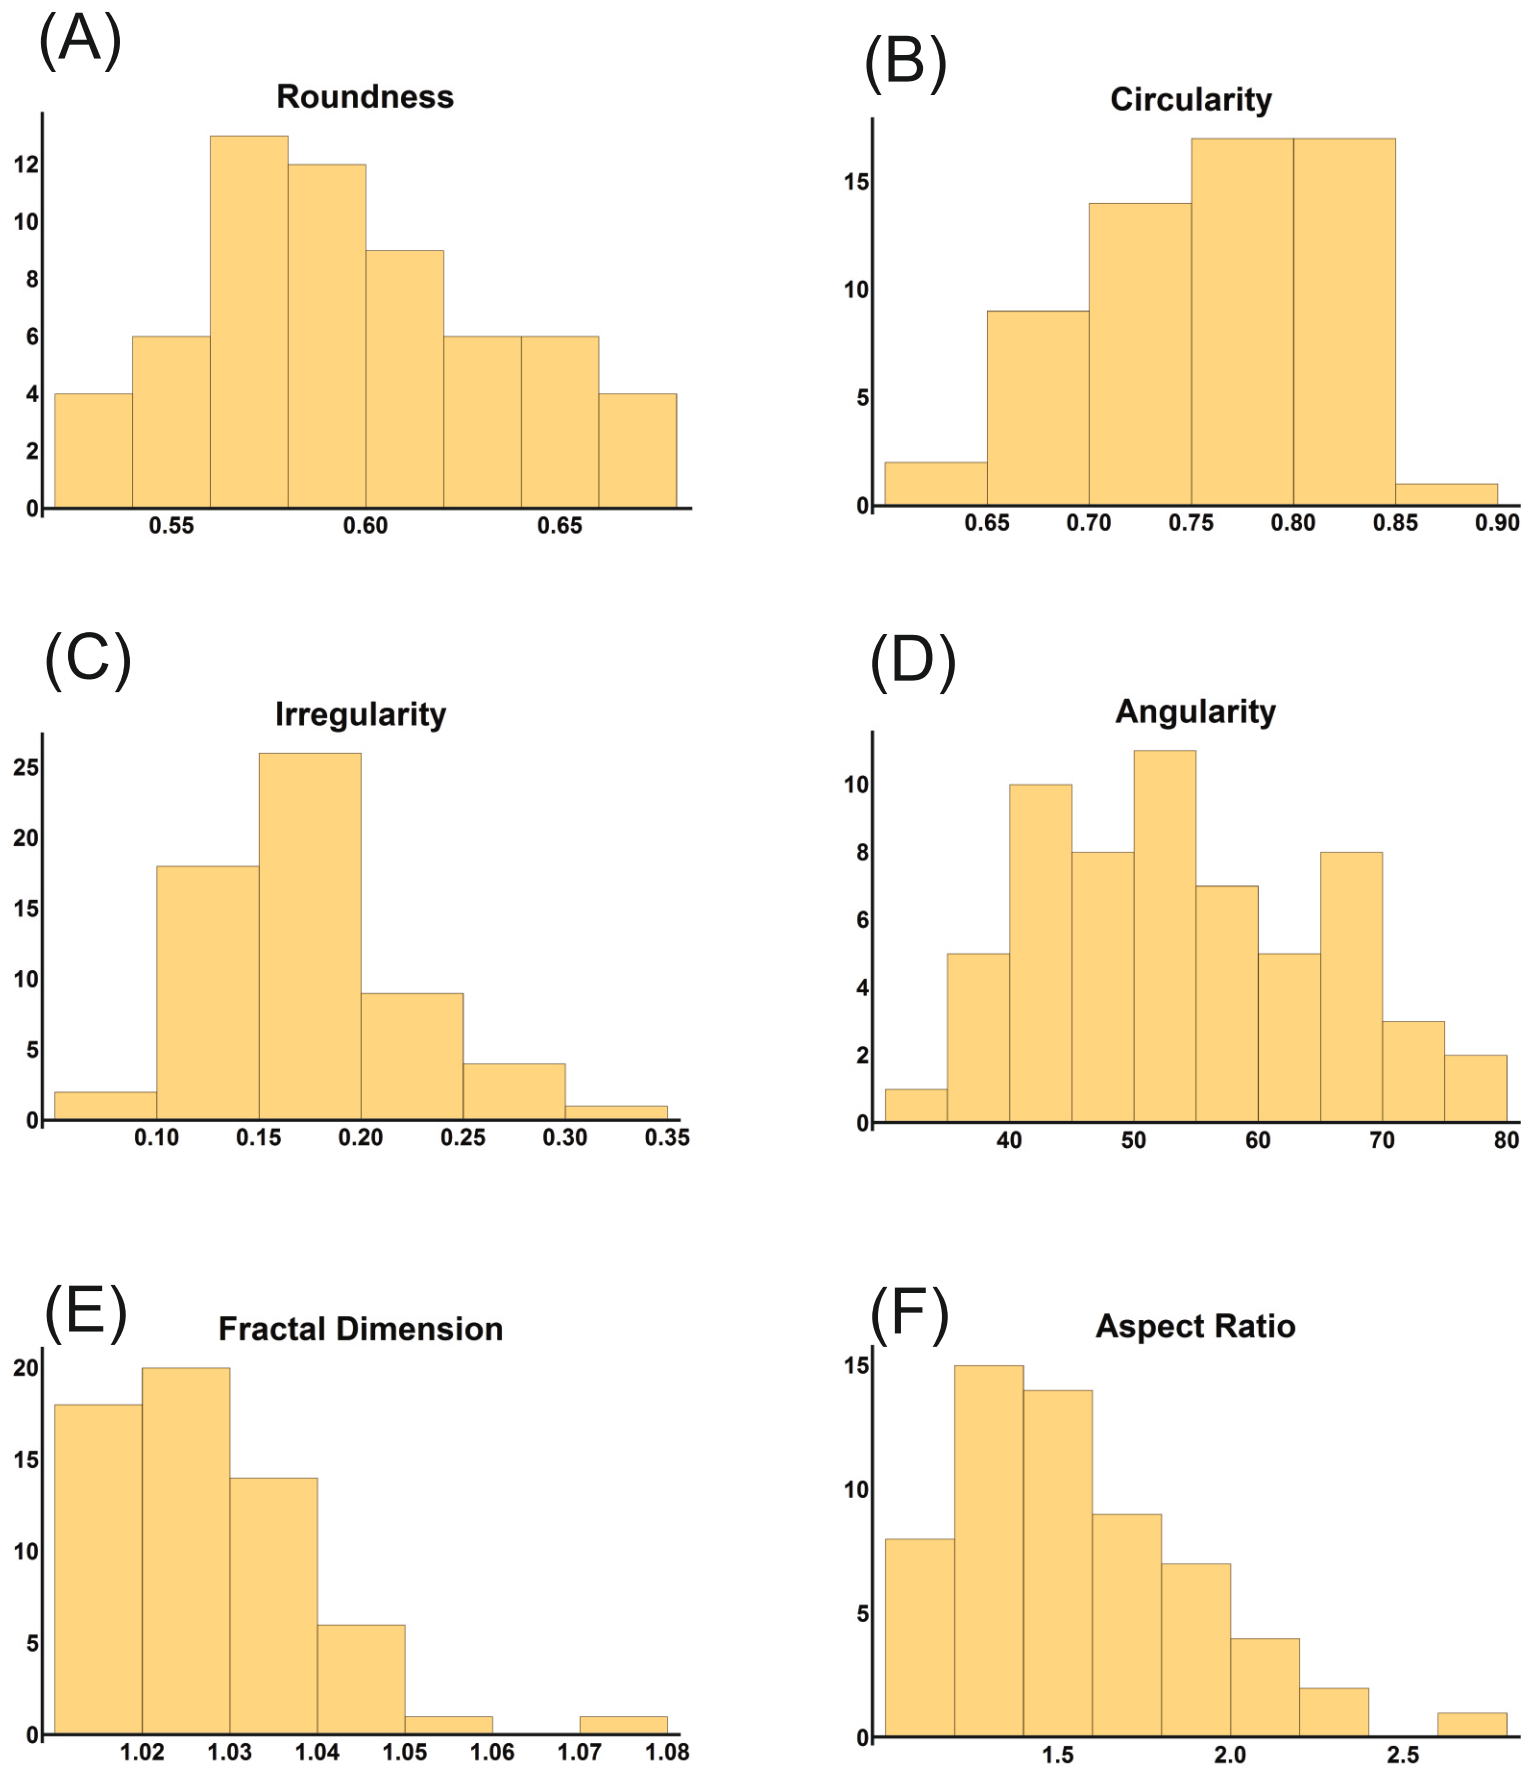 (A)
Roundness
12
10
8
6
4
2
0
0.55 0.60 0.65
(B)
Circularity
15
10
5
0
0.65 0.70 0.75 0.80 0.85 0.90
(C)
Irregularity
25
20
15
10
5
0
0.10 0.15 0.20 0.25 0.30 0.35
(D)
Angularity
10
8
6
4
2
0
40 50 60 70 80
(E)
Fractal Dimension
20
15
10
5
0
1.02 1.03 1.04 1.05 1.06 1.07 1.08
(F)
Aspect Ratio
15
10
5
0
1.5 2.0 2.5